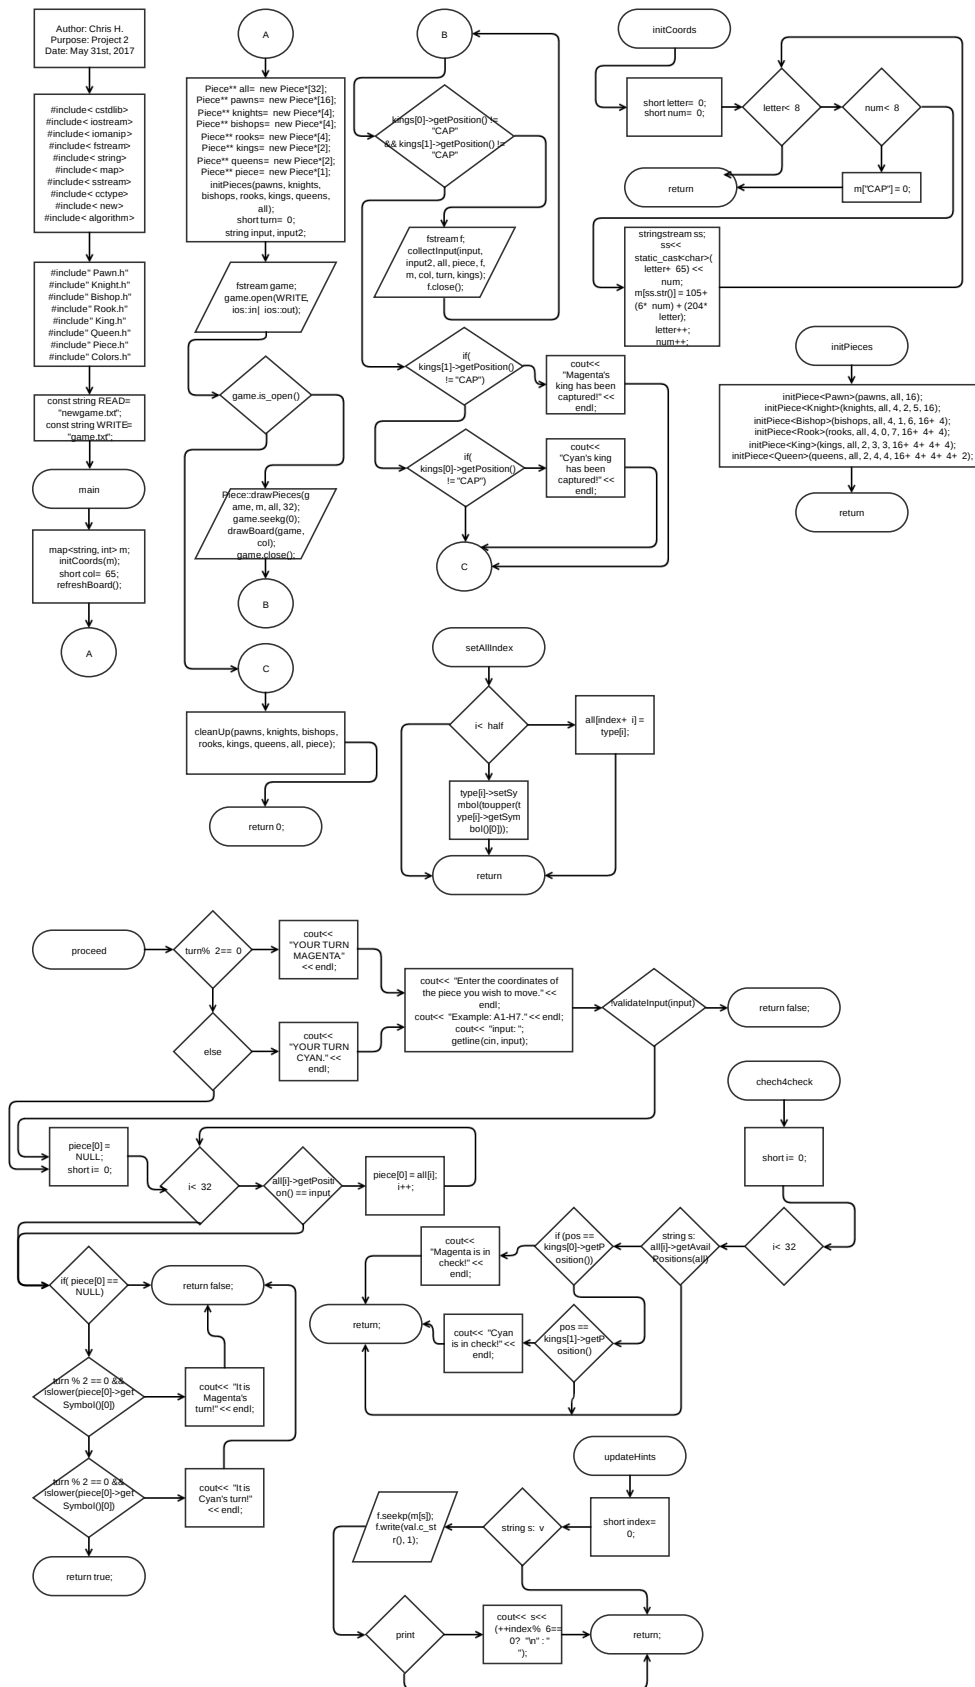 Author: Chris H.
Purpose: Project 2
Date: May 31st, 2017
#include< cstdlib>
#include< iostream>
#include< iomanip>
#include< fstream>
#include< string>
#include< map>
#include< sstream>
#include< cctype>
#include< new>
#include< algorithm>
#include" Pawn.h"
#include" Knight.h"
#include" Bishop.h"
#include" Rook.h"
#include" King.h"
#include" Queen.h"
#include" Piece.h"
#include" Colors.h"
const string READ=
"newgame.txt";
const string WRITE=
"game.txt";
main
map<string, int> m;
initCoords(m);
short col= 65;
refreshBoard();
A
A
Piece** all= new Piece*[32];
Piece** pawns= new Piece*[16];
Piece** knights= new Piece*[4];
Piece** bishops= new Piece*[4];
Piece** rooks= new Piece*[4];
Piece** kings= new Piece*[2];
Piece** queens= new Piece*[2];
Piece** piece= new Piece*[1];
initPieces(pawns, knights,
bishops, rooks, kings, queens,
all);
short turn= 0;
string input, input2;
fstream game;
game.open(WRITE,
ios::in| ios::out);
game.is_open()
Piece::drawPieces(g
ame, m, all, 32);
game.seekg(0);
drawBoard(game,
col);
game.close();
B
C
cleanUp(pawns, knights, bishops,
rooks, kings, queens, all, piece);
return 0;
B
kings[0]->getPosition() !=
"CAP"
&& kings[1]->getPosition() !=
"CAP"
fstream f;
collectInput(input,
input2, all, piece, f,
m, col, turn, kings);
f.close();
if(
kings[1]->getPosition()
!= "CAP")
cout<<
"Magenta's
king has been
captured!" <<
endl;
if(
kings[0]->getPosition()
!= "CAP")
cout<<
"Cyan's king
has been
captured!" <<
endl;
C
initCoords
short letter= 0;
short num= 0;
letter< 8
num< 8
return
m["CAP"] = 0;
stringstream ss;
ss<<
static_cast<char>(
letter+ 65) <<
num;
m[ss.str()] = 105+
(6* num) + (204*
letter);
letter++;
num++;
initPieces
initPiece<Pawn>(pawns, all, 16);
initPiece<Knight>(knights, all, 4, 2, 5, 16);
initPiece<Bishop>(bishops, all, 4, 1, 6, 16+ 4);
initPiece<Rook>(rooks, all, 4, 0, 7, 16+ 4+ 4);
initPiece<King>(kings, all, 2, 3, 3, 16+ 4+ 4+ 4);
initPiece<Queen>(queens, all, 2, 4, 4, 16+ 4+ 4+ 4+ 2);
return
setAllIndex
i< half
all[index+ i] =
type[i];
type[i]->setSy
mbol(toupper(t
ype[i]->getSym
bol()[0]));
return
proceed
turn% 2== 0
cout<<
"YOUR TURN
MAGENTA"
<< endl;
else
cout<<
"YOUR TURN
CYAN." <<
endl;
cout<< "Enter the coordinates of
the piece you wish to move." <<
endl;
cout<< "Example: A1-H7." << endl;
cout<< "input: ";
getline(cin, input);
!validateInput(input)
return false;
piece[0] =
NULL;
short i= 0;
i< 32
all[i]->getPositi
on() == input
piece[0] = all[i];
i++;
if( piece[0] ==
NULL)
return false;
turn % 2 == 0 &&
islower(piece[0]->get
Symbol()[0])
cout<< "It is
Magenta's
turn!" << endl;
turn % 2 == 0 &&
islower(piece[0]->get
Symbol()[0])
cout<< "It is
Cyan's turn!"
<< endl;
return true;
chech4check
short i= 0;
i< 32
string s:
all[i]->getAvail
Positions(all)
if (pos ==
kings[0]->getP
osition())
cout<<
"Magenta is in
check!" <<
endl;
return;
pos ==
kings[1]->getP
osition()
cout<< "Cyan
is in check!" <<
endl;
updateHints
short index=
0;
string s: v
f.seekp(m[s]);
f.write(val.c_st
r(), 1);
print
cout<< s<<
(++index% 6==
0? "\n" : "
");
return;